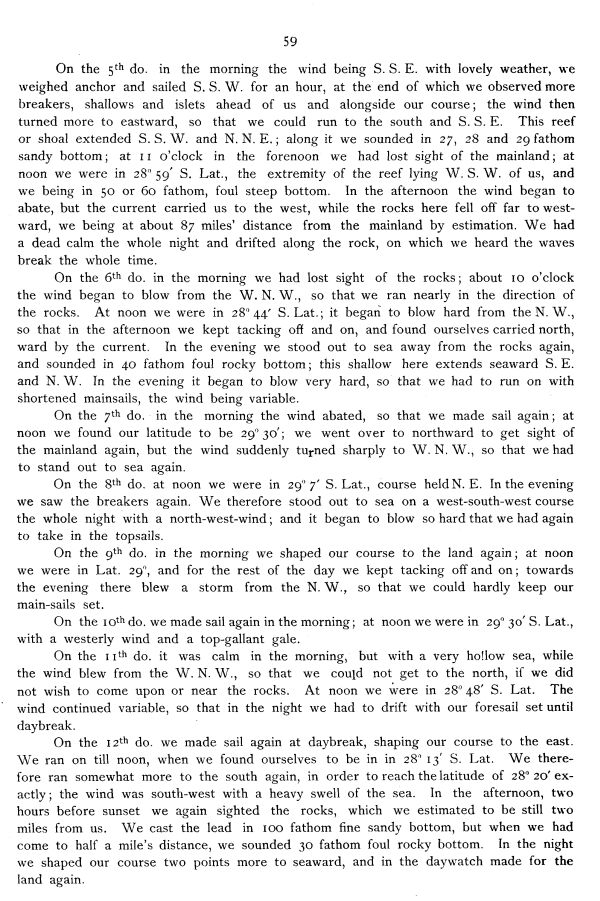 59
On the 5th do. in the morning the wind being S. S. E. with lovely weather, we
weighed anchor and sailed S. S. W. for an hour, at the end of which we observed more
breakers, shallows and islets ahead of us and alongside our course; the wind then
turned more to eastward, so that we could run to the south and S. S. E. This reef
or shoal extended S. S. W. and N. N. E.; along it we sounded in 27, 28 and 29 fathom
sandy bottom; at 11 o'clock in the forenoon we had lost sight of the mainland; at
noon we were in 28° 59′ S. Lat., the extremity of the reef lying W. S. W. of us, and
we being in 50 or 60 fathom, foul steep bottom. In the afternoon the wind began to
abate, but the current carried us to the west, while the rocks here fell off far to west-
ward, we being at about 87 miles' distance from the mainland by estimation. We had
a dead calm the whole night and drifted along the rock, on which we heard the waves
break the whole time.
On the 6th do. in the morning we had lost sight of the rocks; about 10 o'clock
the wind began to blow from the W. N. W., so that we ran nearly in the direction of
the rocks. At noon we were in 28° 44′ S. Lat.; it began to blow hard from the N. W.,
so that in the afternoon we kept tacking off and on, and found ourselves carried north,
ward by the current. In the evening we stood out to sea away from the rocks again,
and sounded in 40 fathom foul rocky bottom; this shallow here extends seaward S. E.
and N. W. In the evening it began to blow very hard, so that we had to run on with
shortened mainsails, the wind being variable.
On the 7th do. in the morning the wind abated, so that we made sail again; at
noon we found our latitude to be 29° 30′; we went over to northward to get sight of
the mainland again, but the wind suddenly turned sharply to W. N. W., so that we had
to stand out to sea again.
On the 8th do. at noon we were in 29° 7′ S. Lat., course held N. E. In the evening
we saw the breakers again. We therefore stood out to sea on a west-south-west course
the whole night with a north-west-wind; and it began to blow so hard that we had again
to take in the topsails.
On the 9th do. in the morning we shaped our course to the land again; at noon
we were in Lat. 29°, and for the rest of the day we kept tacking off and on; towards
the evening there blew a storm from the N. W., so that we could hardly keep our
main-sails set.
On the 10th do. we made sail again in the morning; at noon we were in 29° 30′ S. Lat.,
with a westerly wind and a top-gallant gale.
On the 11th do. it was calm in the morning, but with a very hollow sea, while
the wind blew from the W. N. W., so that we could not get to the north, if we did
not wish to come upon or near the rocks. At noon we were in 28° 48′ S. Lat. The
wind continued variable, so that in the night we had to drift with our foresail set until
daybreak.
On the 12th do. we made sail again at daybreak, shaping our course to the east.
We ran on till noon, when we found ourselves to be in in 28° 13′ S. Lat. We there-
fore ran somewhat more to the south again, in order to reach the latitude of 28° 20′ ex-
actly; the wind was south-west with a heavy swell of the sea. In the afternoon, two
hours before sunset we again sighted the rocks, which we estimated to be still two
miles from us. We cast the lead in 100 fathom fine sandy bottom, but when we had
come to half a mile's distance, we sounded 30 fathom foul rocky bottom. In the night
we shaped our course two points more to seaward, and in the daywatch made for the
land again.